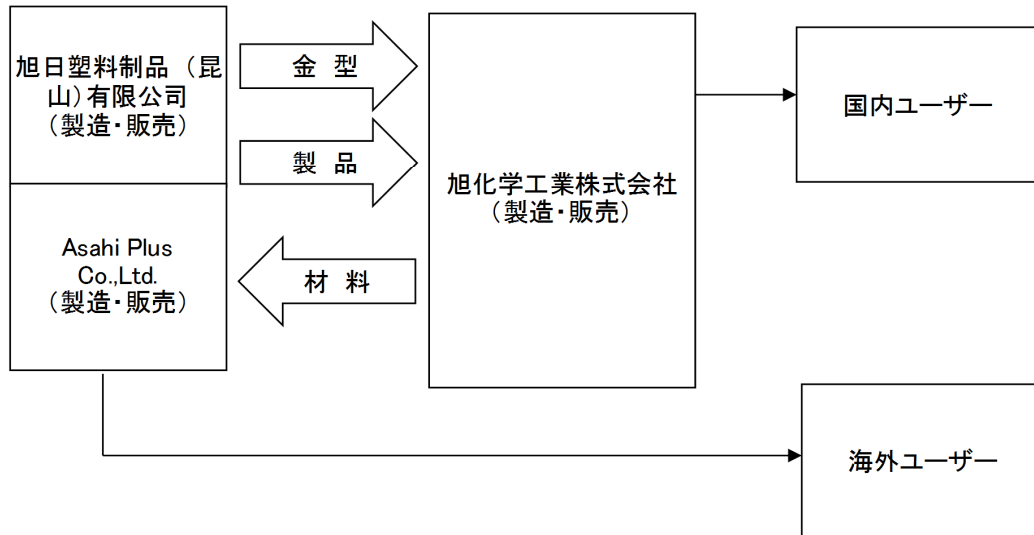 旭日塑料制品（昆
山）有限公司
（製造・販売）
金 型
製 品
旭化学工業株式会社
（製造・販売）
国内ユーザー
Asahi Plus
Co.,Ltd.
（製造・販売）
材 料
海外ユーザー